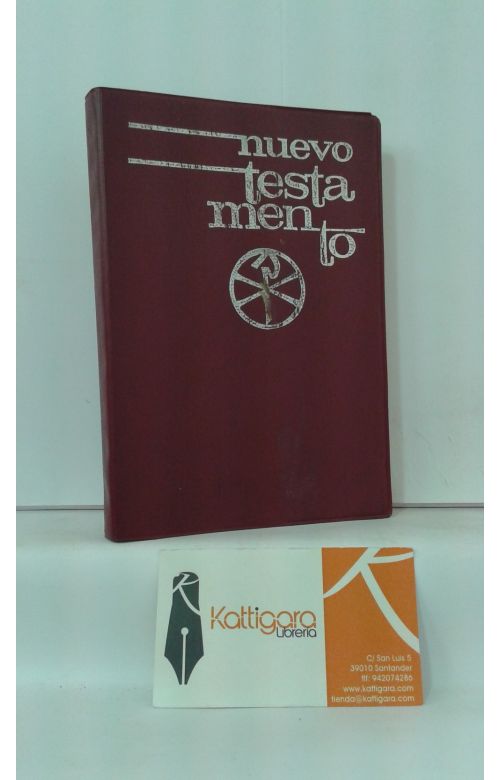 nuevo
testa
men
to
Kattigara
Librería
C/ San Luis 5
39010 Santander
tlf: 942074286
www.kattigara.com
tienda@kattigara.com